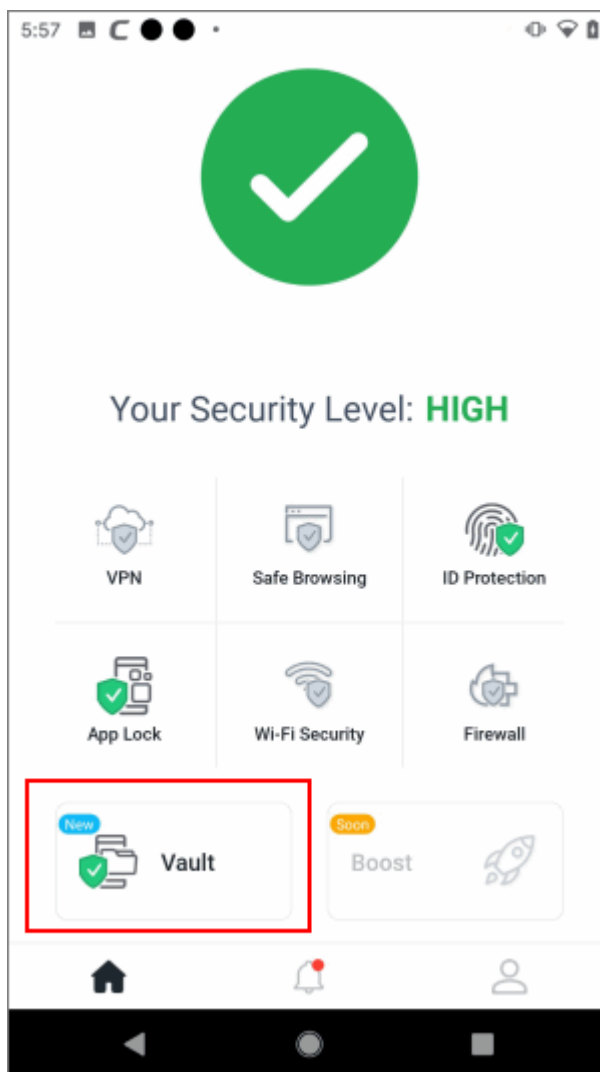 5:57
Your Security Level: HIGH
VPN
Safe Browsing
ID Protection
App Lock
Wi-Fi Security
Firewall
New
Vault
Soon
Boost